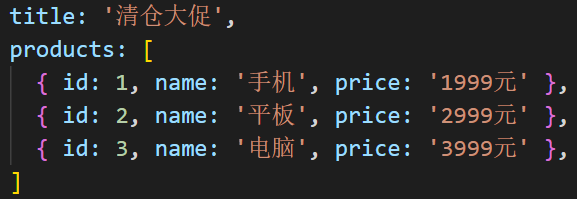 title: '清仓大促',
products: [
  { id: 1, name: '手机', price: '1999元' },
  { id: 2, name: '平板', price: '2999元' },
  { id: 3, name: '电脑', price: '3999元' },
]